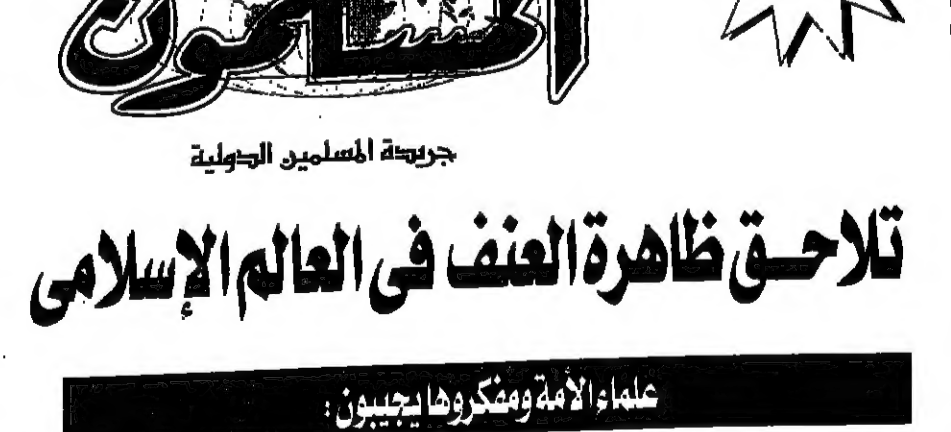 المسلمون
جريدة المسلمين الدولية
تلاحق ظاهرة العنف فى العالم الإسلامى
علماء الأمة ومفكروها يجيبون :